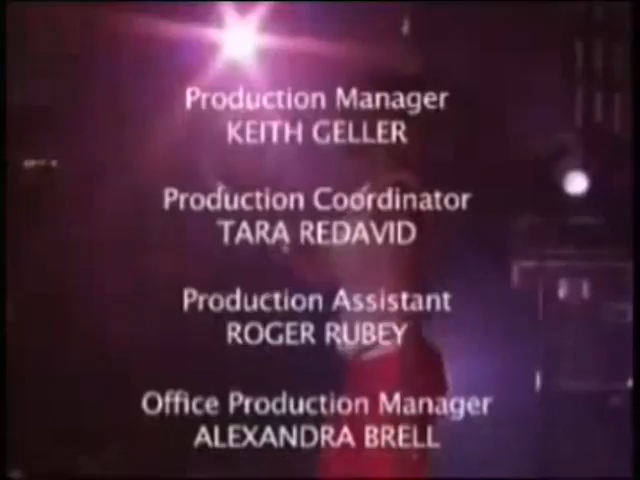 Production Manager
KEITH GELLER
Production Coordinator
TARA REDAVID
Production Assistant
ROGER RUBEY
Office Production Manager
ALEXANDRA BRELL